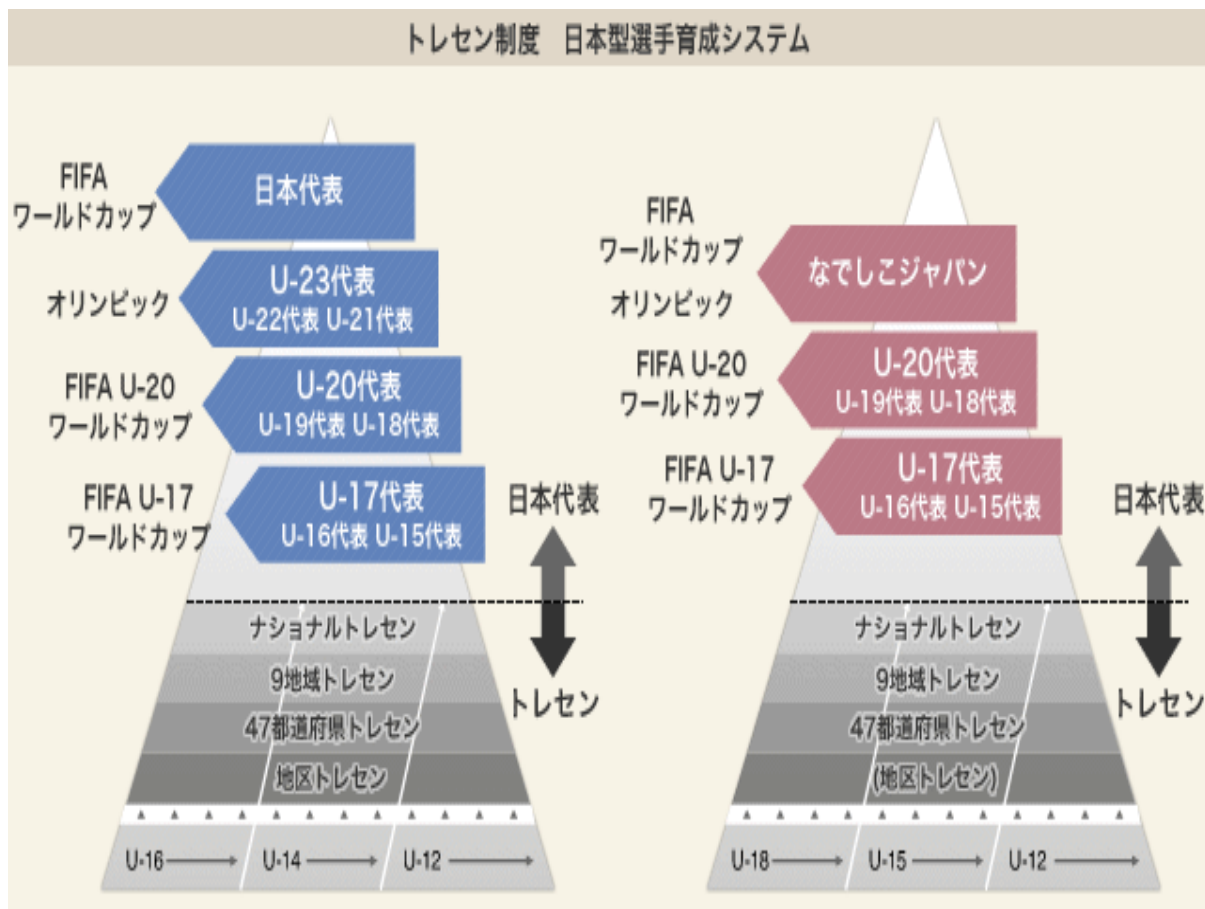 トレセン制度　日本型選手育成システム
FIFA
ワールドカップ
日本代表
オリンピック
U-23代表
U-22代表 U-21代表
FIFA U-20
ワールドカップ
U-20代表
U-19代表 U-18代表
FIFA U-17
ワールドカップ
U-17代表
U-16代表 U-15代表
日本代表
トレセン
ナショナルトレセン
9地域トレセン
47都道府県トレセン
地区トレセン
U-16
U-14
U-12
FIFA
ワールドカップ
オリンピック
なでしこジャパン
FIFA U-20
ワールドカップ
U-20代表
U-19代表 U-18代表
FIFA U-17
ワールドカップ
U-17代表
U-16代表 U-15代表
日本代表
トレセン
ナショナルトレセン
9地域トレセン
47都道府県トレセン
(地区トレセン)
U-18
U-15
U-12